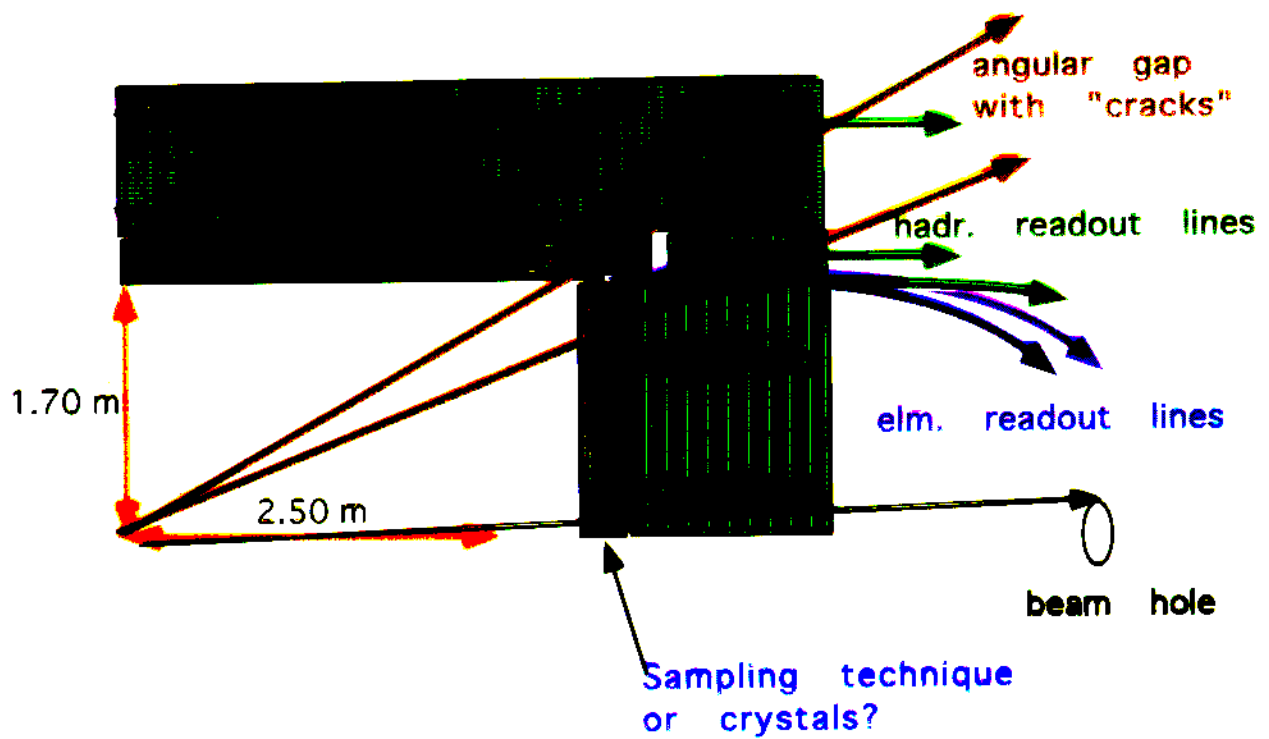 angular gap
with "cracks"
hadr. readout lines
1.70 m
elm. readout lines
2.50 m
beam hole
Sampling technique
or crystals?